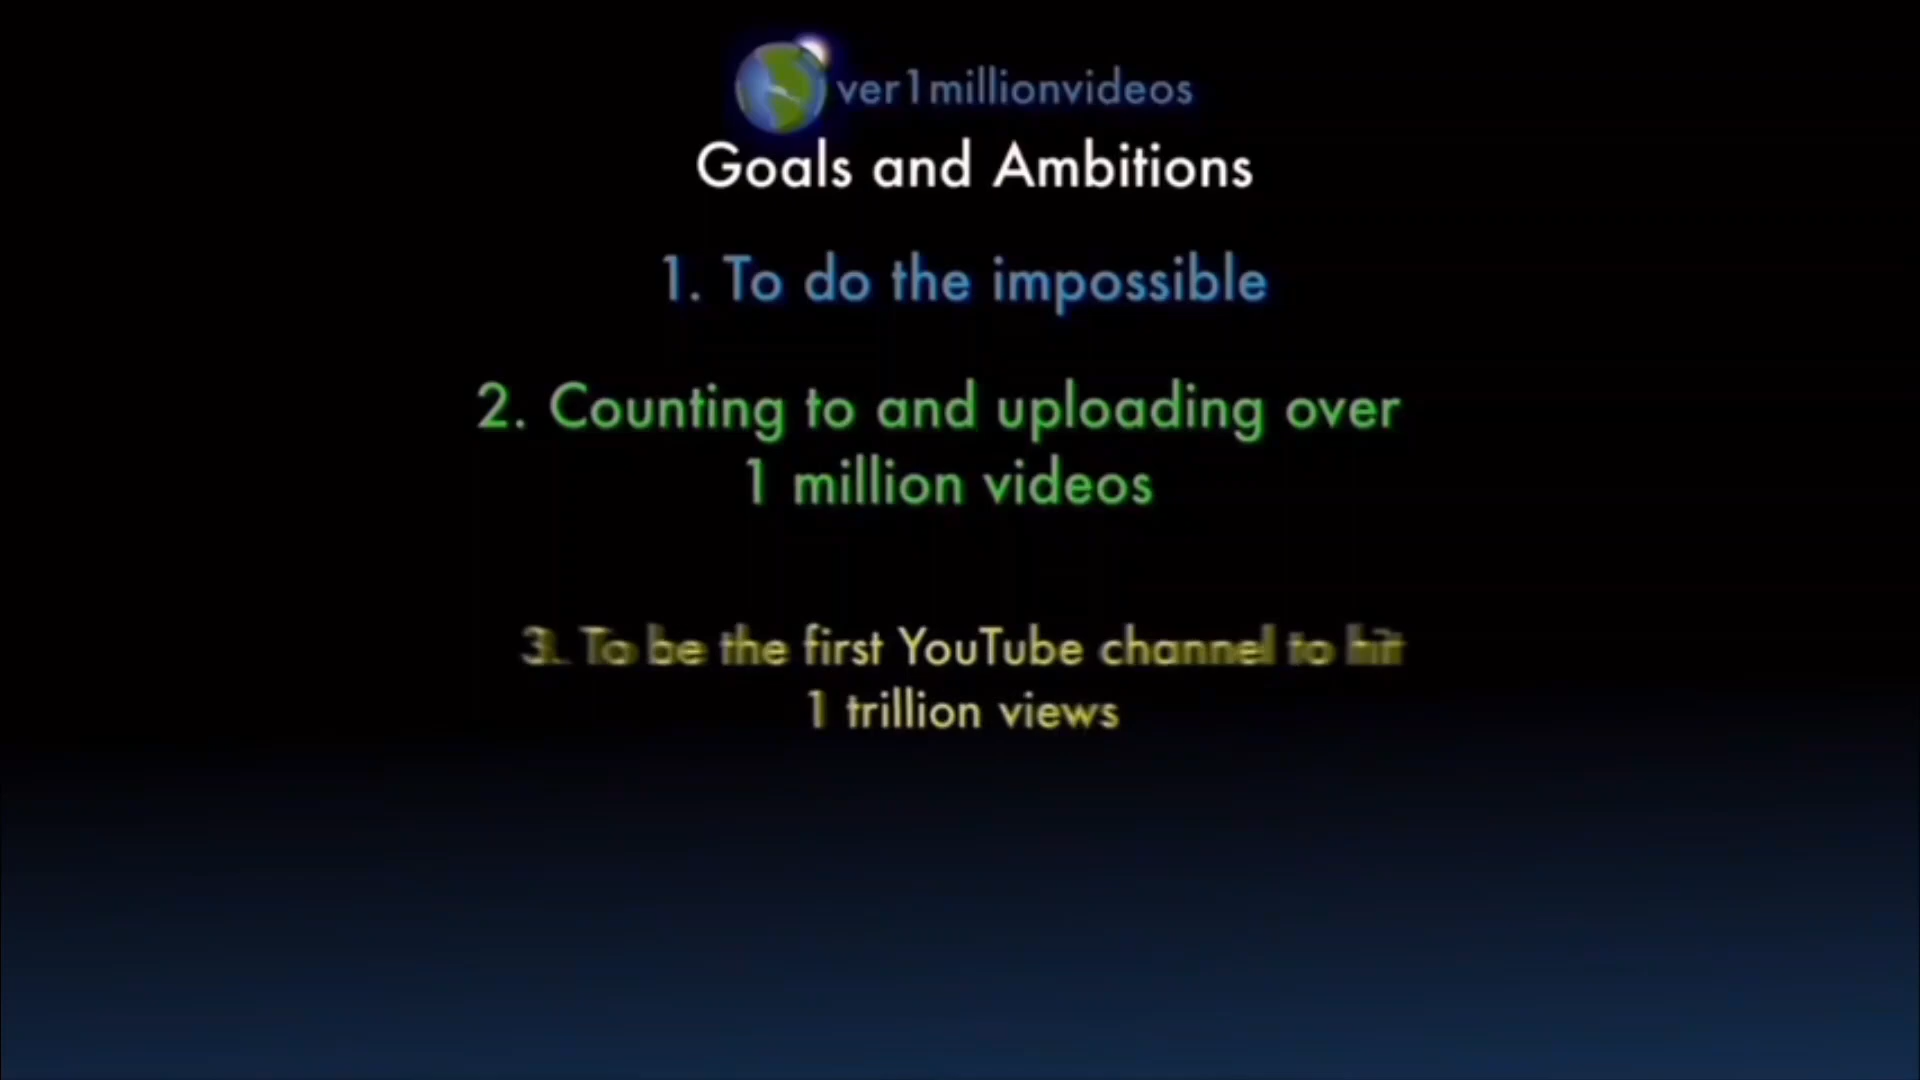 ver1millionvideos
Goals and Ambitions
1. To do the impossible
2. Counting to and uploading over
1 million videos
3. To be the first YouTube channel to hit
1 trillion views